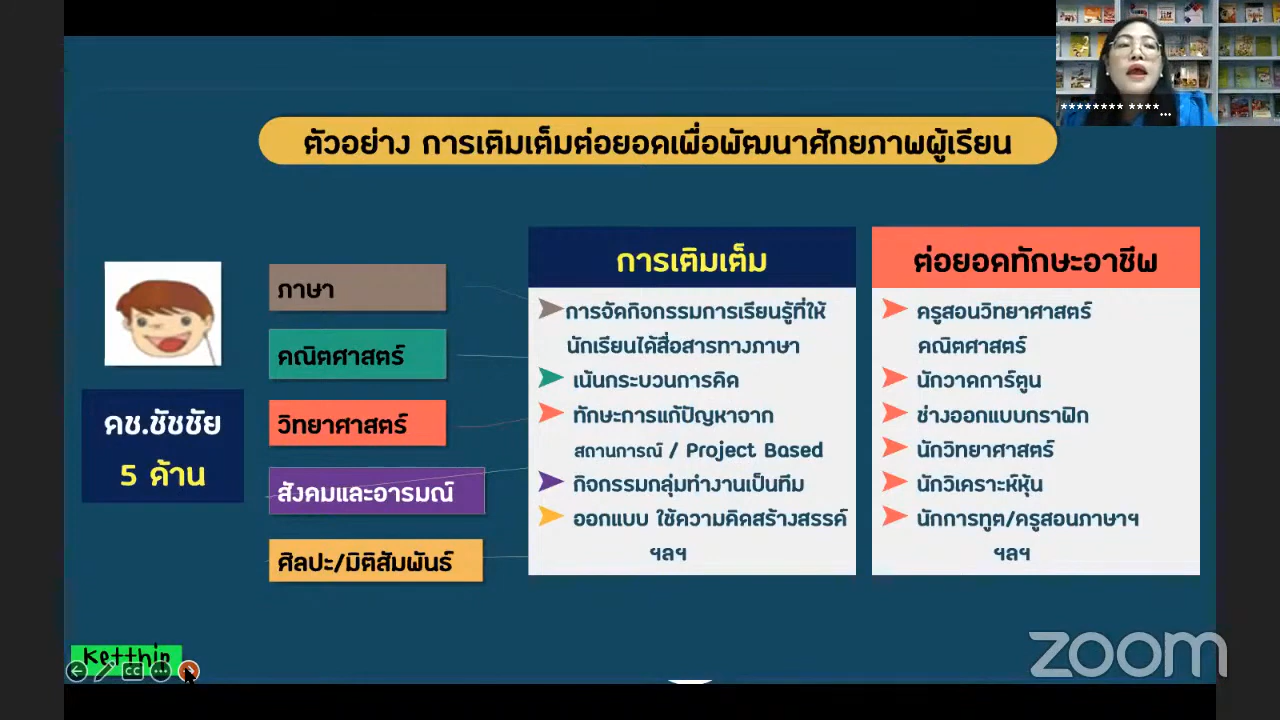 ******** ****...
ตัวอย่าง การเติมเต็มต่อยอดเพื่อพัฒนาศักยภาพผู้เรียน
ดช.ชัชชัย
5 ด้าน
ภาษา
คณิตศาสตร์
วิทยาศาสตร์
สังคมและอารมณ์
ศิลปะ/มิติสัมพันธ์
การเติมเต็ม
การจัดกิจกรรมการเรียนรู้ที่ให้
นักเรียนได้สื่อสารทางภาษา
เน้นกระบวนการคิด
ทักษะการแก้ปัญหาจาก
สถานการณ์ / Project Based
กิจกรรมกลุ่มทำงานเป็นทีม
ออกแบบ ใช้ความคิดสร้างสรรค์
ฯลฯ
ต่อยอดทักษะอาชีพ
ครูสอนวิทยาศาสตร์
คณิตศาสตร์
นักวาดการ์ตูน
ช่างออกแบบกราฟิก
นักวิทยาศาสตร์
นักวิเคราะห์หุ้น
นักการทูต/ครูสอนภาษาฯ
ฯลฯ
Ketthip
CC
zoom